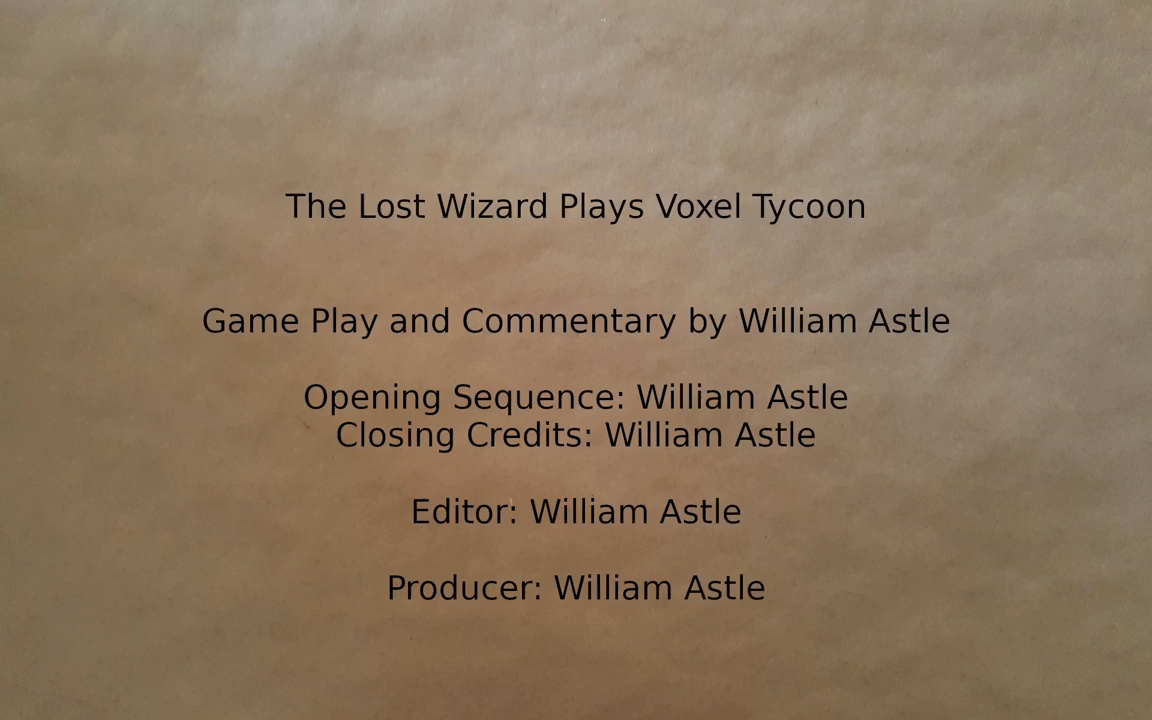 The Lost Wizard Plays Voxel Tycoon
Game Play and Commentary by William Astle
Opening Sequence: William Astle
Closing Credits: William Astle
Editor: William Astle
Producer: William Astle